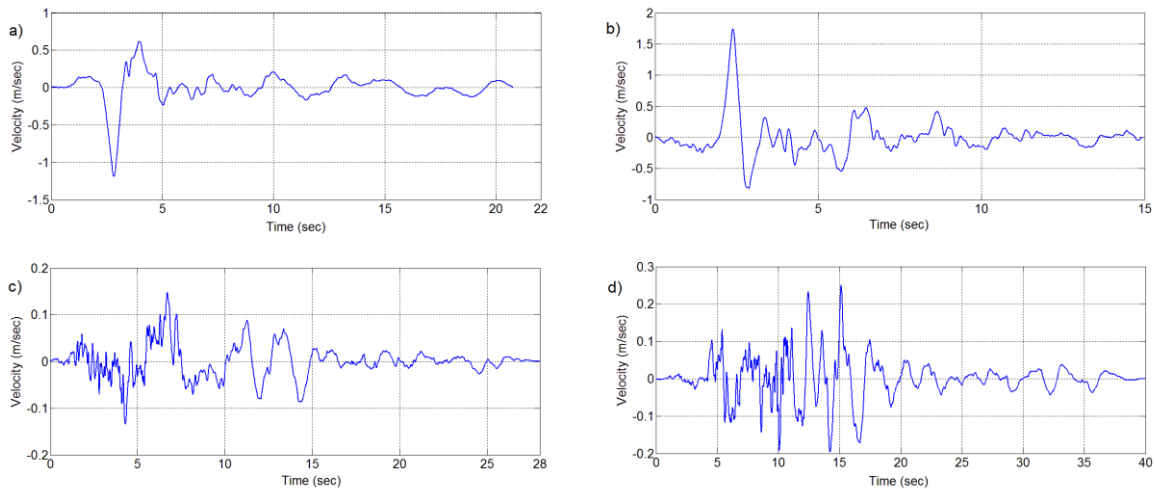 a)
1
0.5
0
-0.5
-1
-1.5
Velocity (m/sec)
0 5 10 15 20 22
Time (sec)
b)
2
1.5
1
0.5
0
-0.5
-1
Velocity (m/sec)
0 5 10 15
Time (sec)
c)
0.2
0.1
0
-0.1
-0.2
Velocity (m/sec)
0 5 10 15 20 25 28
Time (sec)
d)
0.3
0.2
0.1
0
-0.1
-0.2
Velocity (m/sec)
0 5 10 15 20 25 30 35 40
Time (sec)